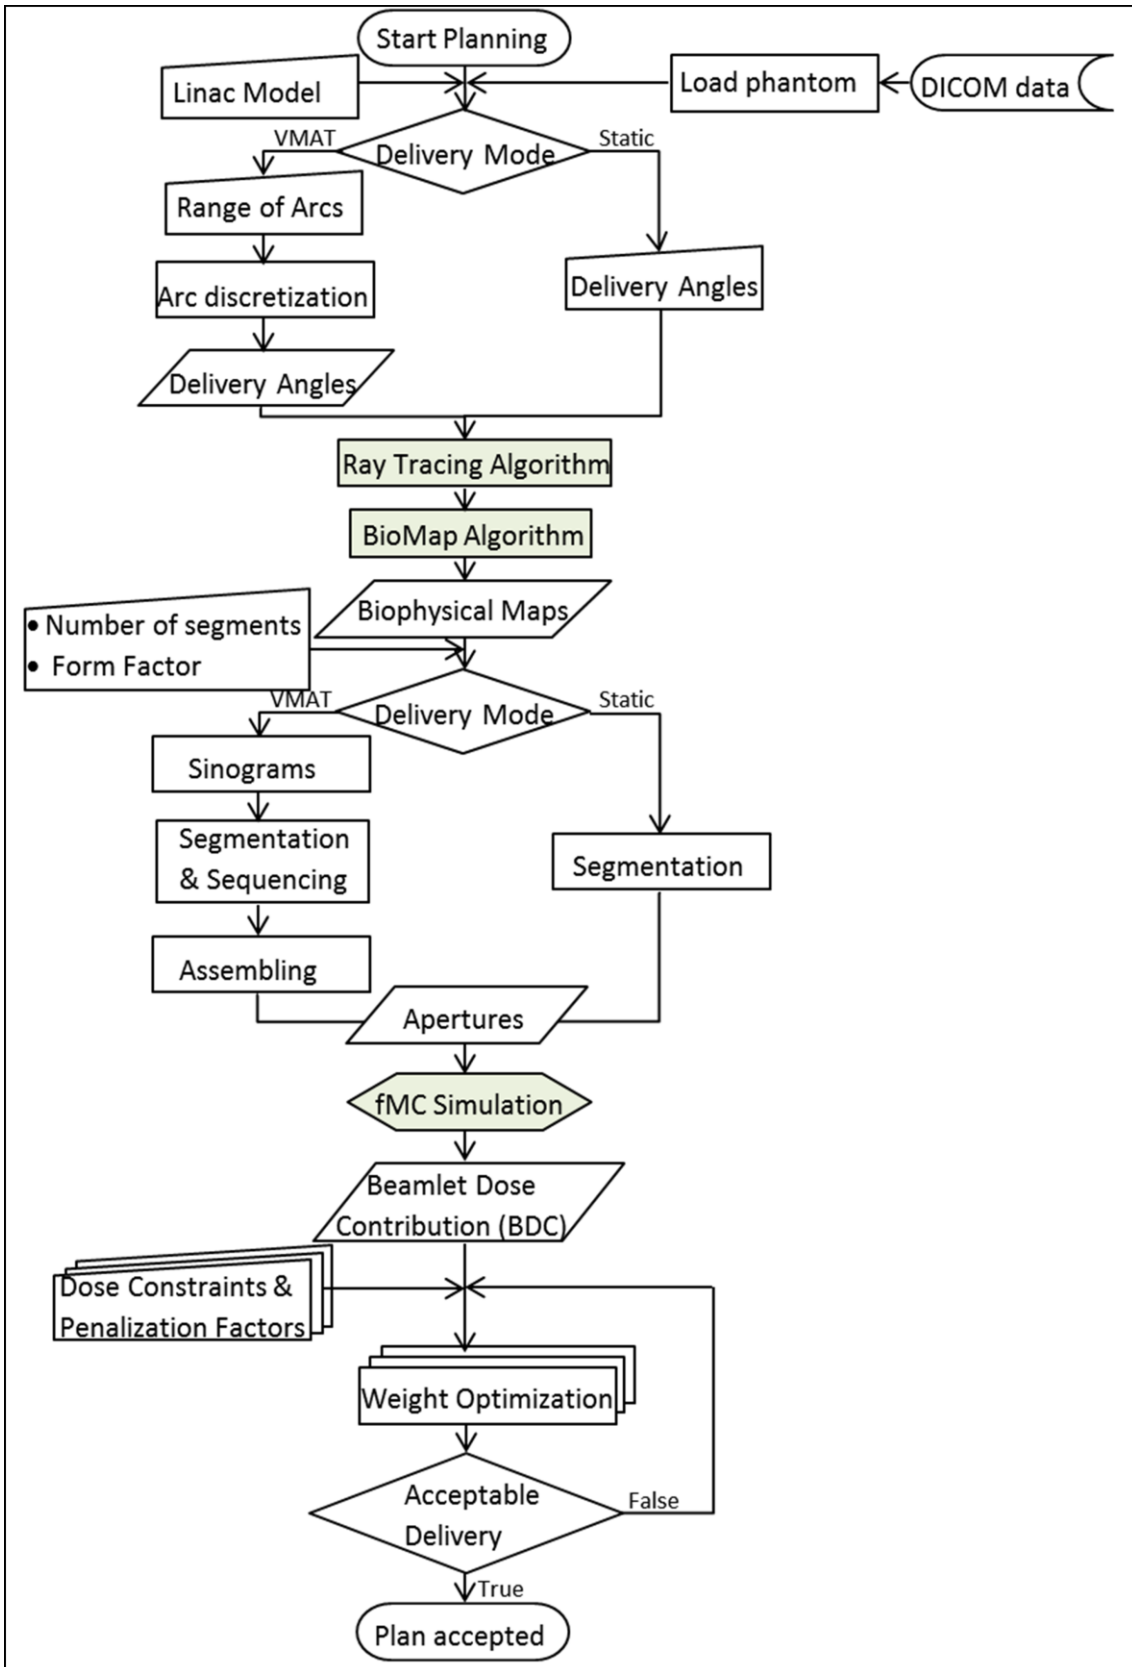 Start Planning
Linac Model
Load phantom
DICOM data
VMAT
Delivery Mode
Static
Range of Arcs
Delivery Angles
Arc discretization
Delivery Angles
Ray Tracing Algorithm
BioMap Algorithm
Biophysical Maps
• Number of segments
• Form Factor
VMAT
Delivery Mode
Static
Sinograms
Segmentation
& Sequencing
Segmentation
Assembling
Apertures
fMC Simulation
Beamlet Dose
Contribution (BDC)
Dose Constraints &
Penalization Factors
Weight Optimization
Acceptable
Delivery
False
True
Plan accepted